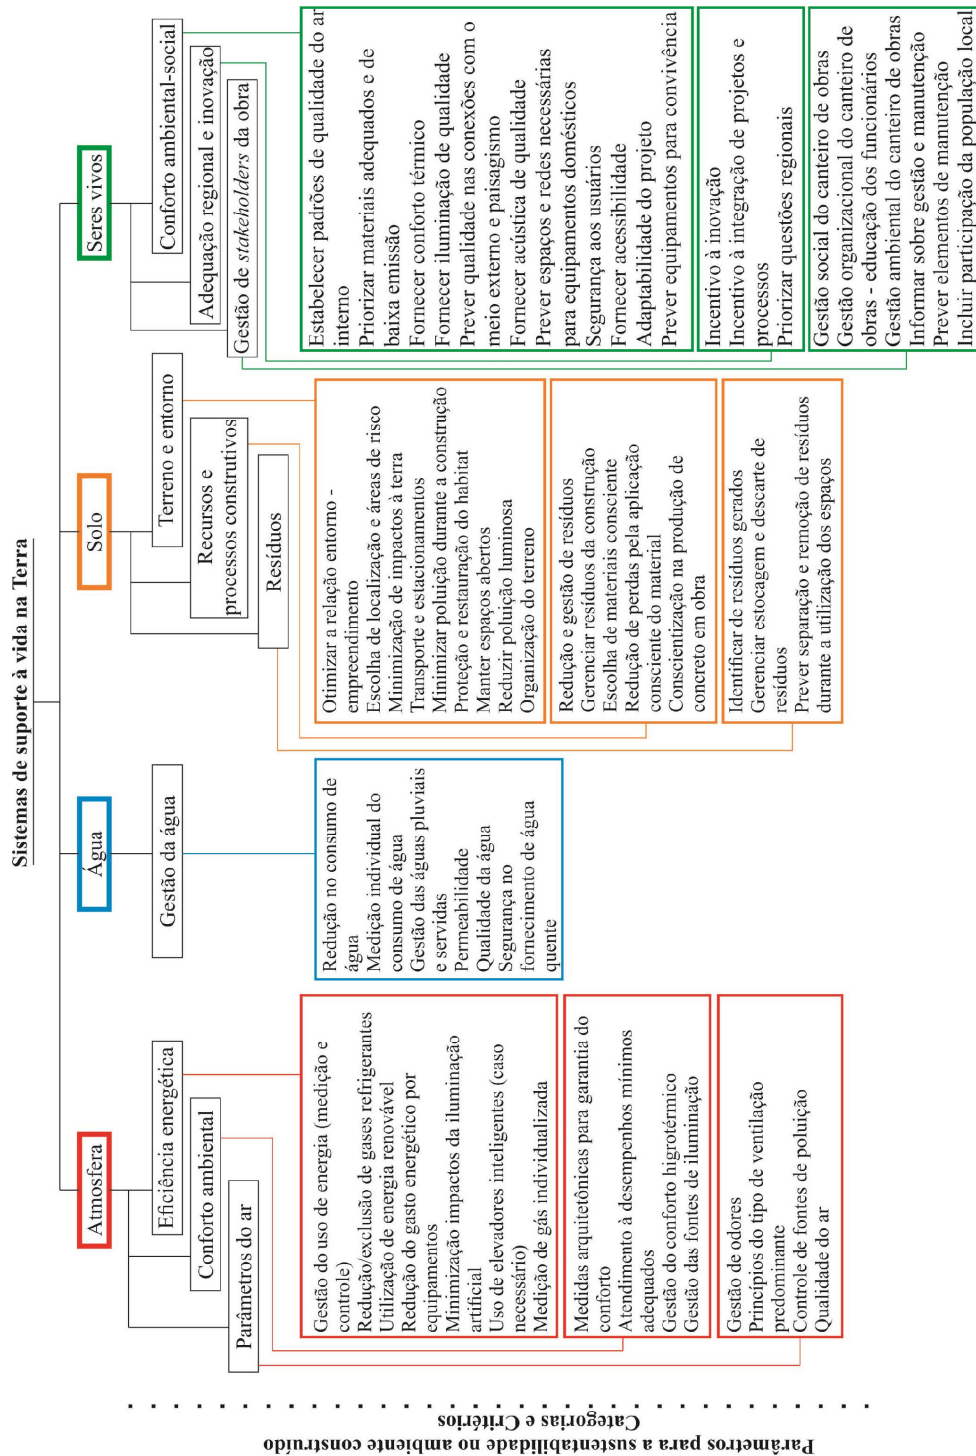 Sistemas de suporte à vida na Terra
Atmosfera
Eficiência energética
Conforto ambiental
Parâmetros do ar
Gestão do uso de energia (medição e
controle)
Redução/exclusão de gases refrigerantes
Utilização de energia renovável
Redução do gasto energético por
equipamentos
Minimização impactos da iluminação
artificial
Uso de elevadores inteligentes (caso
necessário)
Medição de gás individualizada
Medidas arquitetônicas para garantia do
conforto
Atendimento à desempenhos mínimos
adequados
Gestão do conforto higrotérmico
Gestão das fontes de iluminação
Gestão de odores
Princípios do tipo de ventilação
predominante
Controle de fontes de poluição
Qualidade do ar
Água
Gestão da água
Redução no consumo de
água
Medição individual do
consumo de água
Gestão das águas pluviais
e servidas
Permeabilidade
Qualidade da água
Segurança no
fornecimento de água
quente
Solo
Terreno e entorno
Recursos e
processos construtivos
Resíduos
Otimizar a relação entorno -
empreendimento
Escolha de localização e áreas de risco
Minimização de impactos à terra
Transporte e estacionamentos
Minimizar poluição durante a construção
Proteção e restauração do habitat
Manter espaços abertos
Reduzir poluição luminosa
Organização do terreno
Redução e gestão de resíduos
Gerenciar resíduos da construção
Escolha de materiais consciente
Redução de perdas pela aplicação
consciente do material
Conscientização na produção de
concreto em obra
Identificar de resíduos gerados
Gerenciar estocagem e descarte de
resíduos
Prever separação e remoção de resíduos
durante a utilização dos espaços
Seres vivos
Conforto ambiental-social
Adequação regional e inovação
Gestão de stakeholders da obra
Estabelecer padrões de qualidade do ar
interno
Priorizar materiais adequados e de
baixa emissão
Fornecer conforto térmico
Fornecer iluminação de qualidade
Prever qualidade nas conexões com o
meio externo e paisagismo
Fornecer acústica de qualidade
Prever espaços e redes necessárias
para equipamentos domésticos
Segurança aos usuários
Fornecer acessibilidade
Adaptabilidade do projeto
Prever equipamentos para convivência
Incentivo à inovação
Incentivo à integração de projetos e
processos
Priorizar questões regionais
Gestão social do canteiro de obras
Gestão organizacional do canteiro de
obras - educação dos funcionários
Gestão ambiental do canteiro de obras
Informar sobre gestão e manutenção
Prever elementos de manutenção
Incluir participação da população local
Categorias e Critérios
Parâmetros para a sustentabilidade no ambiente construído